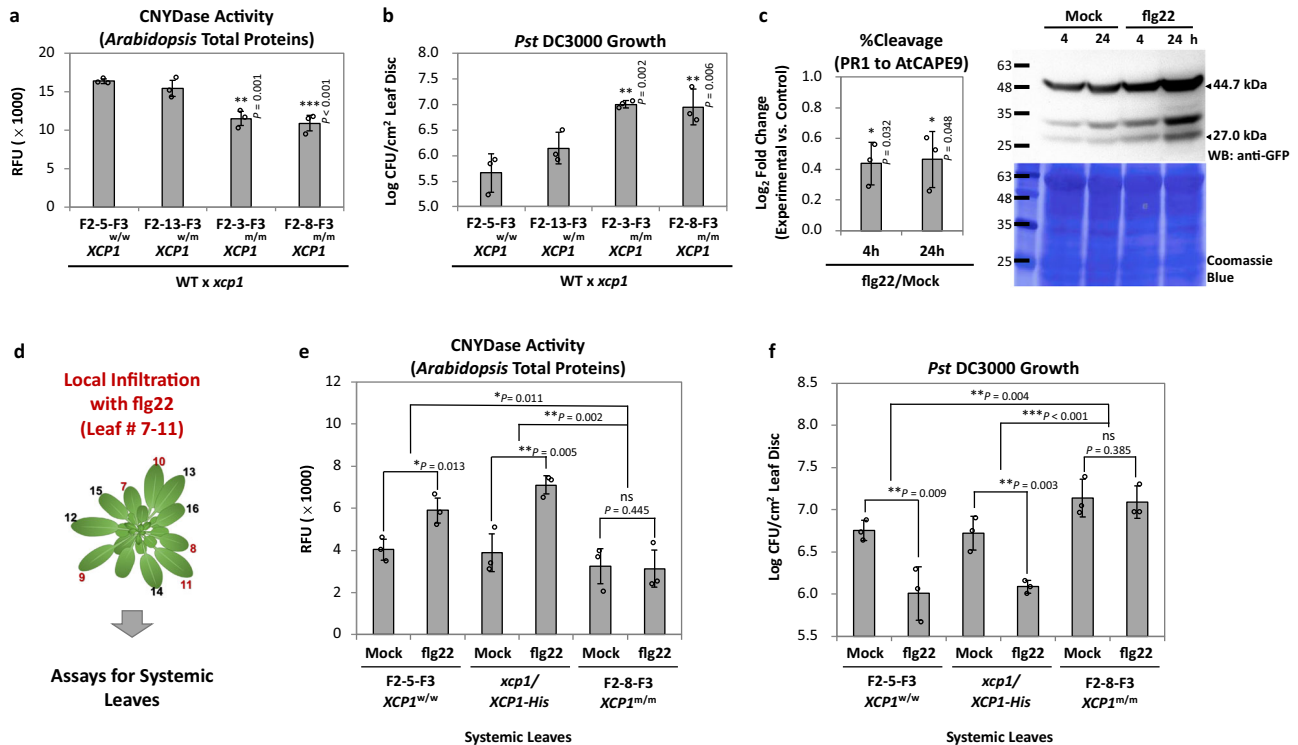 a
CNYDase Activity
(Arabidopsis Total Proteins)
RFU ( × 1000)
20
15
10
5
0
**
P = 0.001
***
P < 0.001
F2-5-F3 F2-13-F3 F2-3-F3 F2-8-F3
w/w w/m m/m m/m
XCP1 XCP1 XCP1 XCP1
WT x xcp1
b
Pst DC3000 Growth
Log CFU/cm2 Leaf Disc
8.0
7.5
7.0
6.5
6.0
5.5
5.0
**
P = 0.002
**
P = 0.006
F2-5-F3 F2-13-F3 F2-3-F3 F2-8-F3
w/w w/m m/m m/m
XCP1 XCP1 XCP1 XCP1
WT x xcp1
c
%Cleavage
(PR1 to AtCAPE9)
Log2 Fold Change
(Experimental vs. Control)
1.0
0.8
0.6
0.4
0.2
0.0
*
P = 0.032
*
P = 0.048
4h 24h
flg22/Mock
Mock flg22
4 24 4 24 h
63
48
35
25
44.7 kDa
27.0 kDa
WB: anti-GFP
63
48
35
25
Coomassie
Blue
d
Local Infiltration
with flg22
(Leaf # 7-11)
10
13
7
15
16
12
8
9
14
11
Assays for Systemic
Leaves
e
CNYDase Activity
(Arabidopsis Total Proteins)
RFU ( × 1000)
12
10
8
6
4
2
0
*P = 0.011
**P = 0.002
*P = 0.013
**P = 0.005
ns
P = 0.445
Mock flg22 Mock flg22 Mock flg22
F2-5-F3 xcp1/ F2-8-F3
XCP1w/w XCP1-His XCP1m/m
Systemic Leaves
f
Pst DC3000 Growth
Log CFU/cm2 Leaf Disc
8.5
8.0
7.5
7.0
6.5
6.0
5.5
**P = 0.004
***P < 0.001
ns
P = 0.385
**P = 0.009
**P = 0.003
Mock flg22 Mock flg22 Mock flg22
F2-5-F3 xcp1/ F2-8-F3
XCP1w/w XCP1-His XCP1m/m
Systemic Leaves